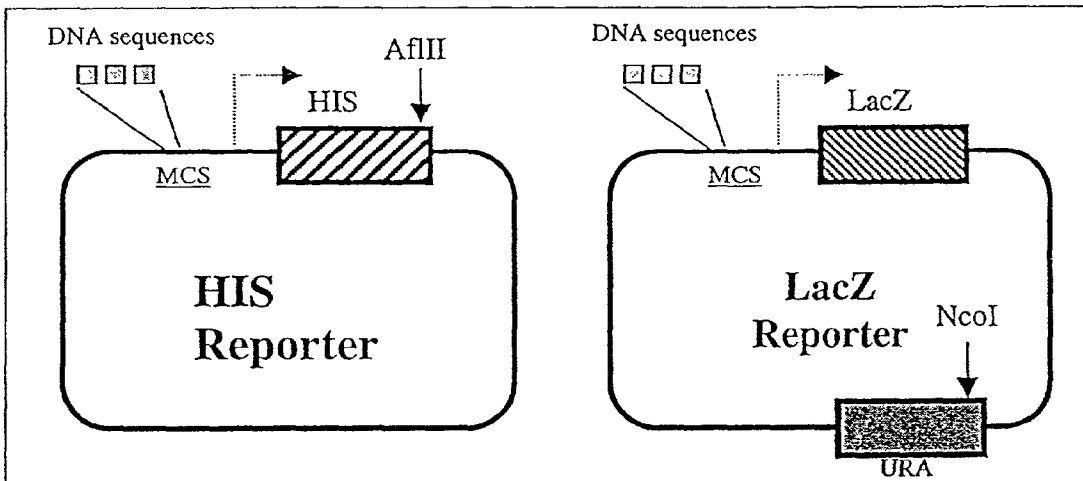 DNA sequences
AflII
HIS
MCS
HIS
Reporter
DNA sequences
LacZ
MCS
LacZ
Reporter
NcoI
URA